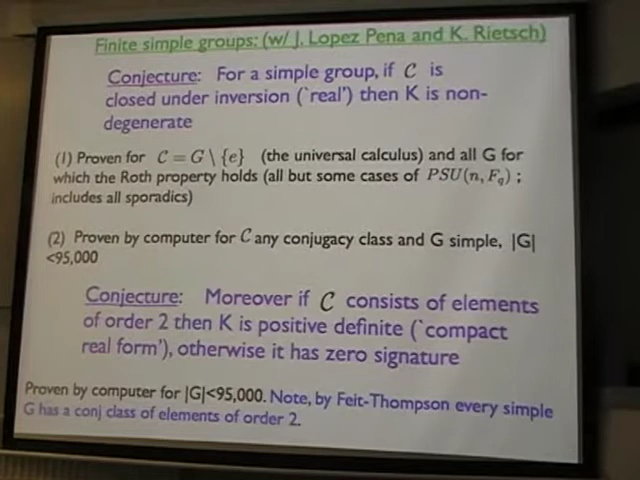 Finite simple groups: (w/ J. Lopez Pena and K. Rietsch)
Conjecture: For a simple group, if C is
closed under inversion (`real') then K is non-
degenerate
(1) Proven for C = G \ {e} (the universal calculus) and all G for
which the Roth property holds (all but some cases of PSU(n, F_q) ;
includes all sporadics)
(2) Proven by computer for C any conjugacy class and G simple, |G|
<95,000
Conjecture: Moreover if C consists of elements
of order 2 then K is positive definite (`compact
real form'), otherwise it has zero signature
Proven by computer for |G|<95,000. Note, by Feit-Thompson every simple
G has a conj class of elements of order 2.